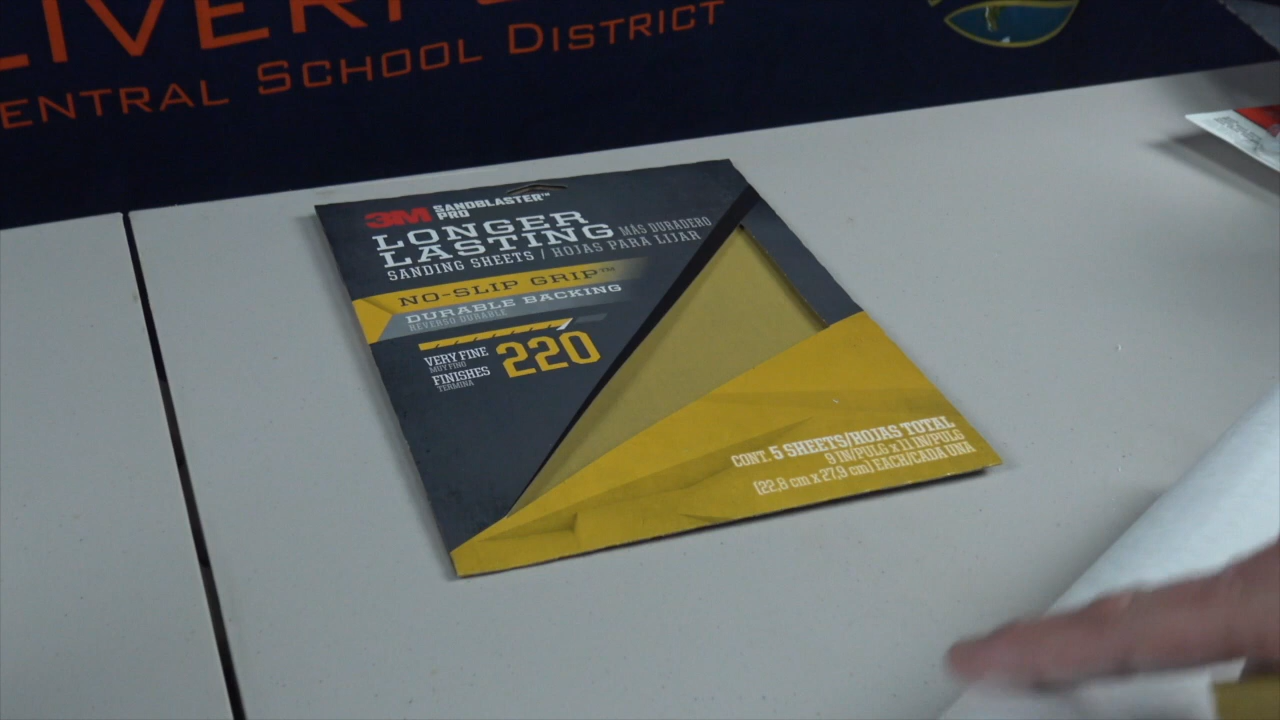 CENTRAL SCHOOL DISTRICT
3M SANDBLASTER™
PRO
LONGER
LASTING MÁS DURADERO
SANDING SHEETS / HOJAS PARA LIJAR
NO-SLIP GRIP™
DURABLE BACKING
REVERSO DURABLE
VERY FINE
MUY FINO
FINISHES
TERMINA
220
CONT. 5 SHEETS/HOJAS TOTAL
9 IN/PULG x 11 IN/PULG
(22,8 cm x 27,9 cm) EACH/CADA UNA